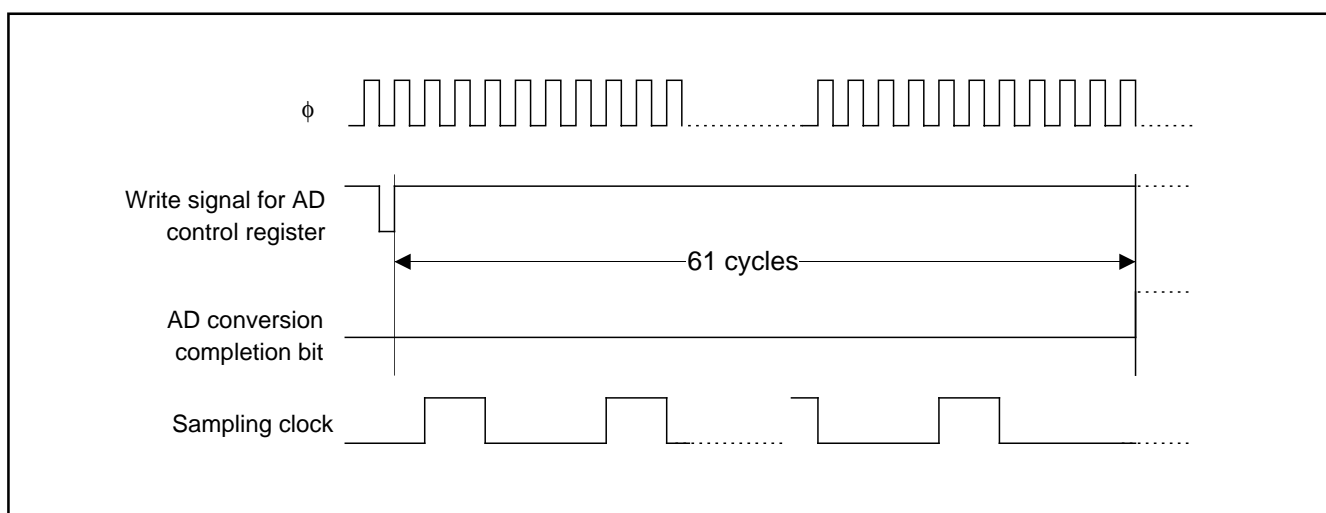 ϕ
Write signal for AD
control register
61 cycles
AD conversion
completion bit
Sampling clock